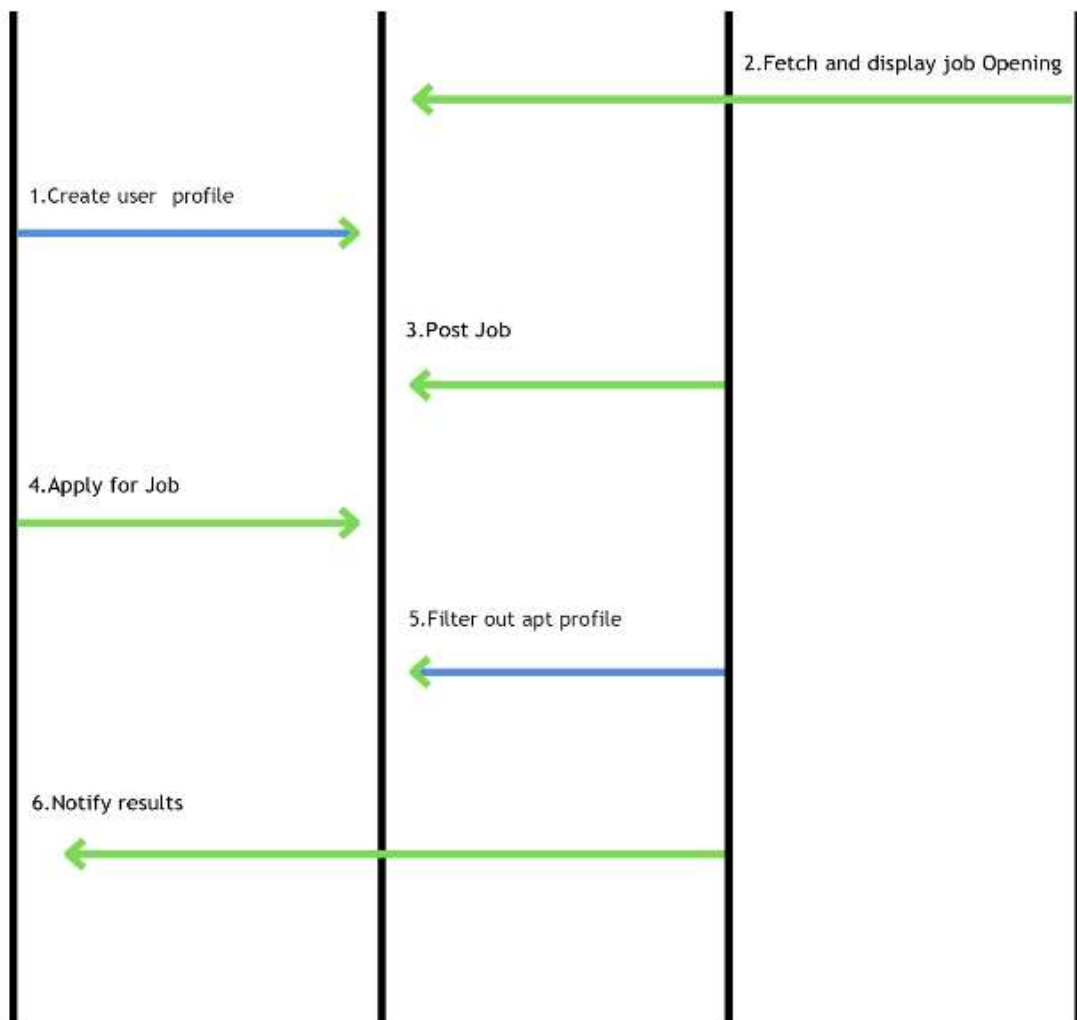 2.Fetch and display job Opening
1.Create user  profile
3.Post Job
4.Apply for Job
5.Filter out apt profile
6.Notify results